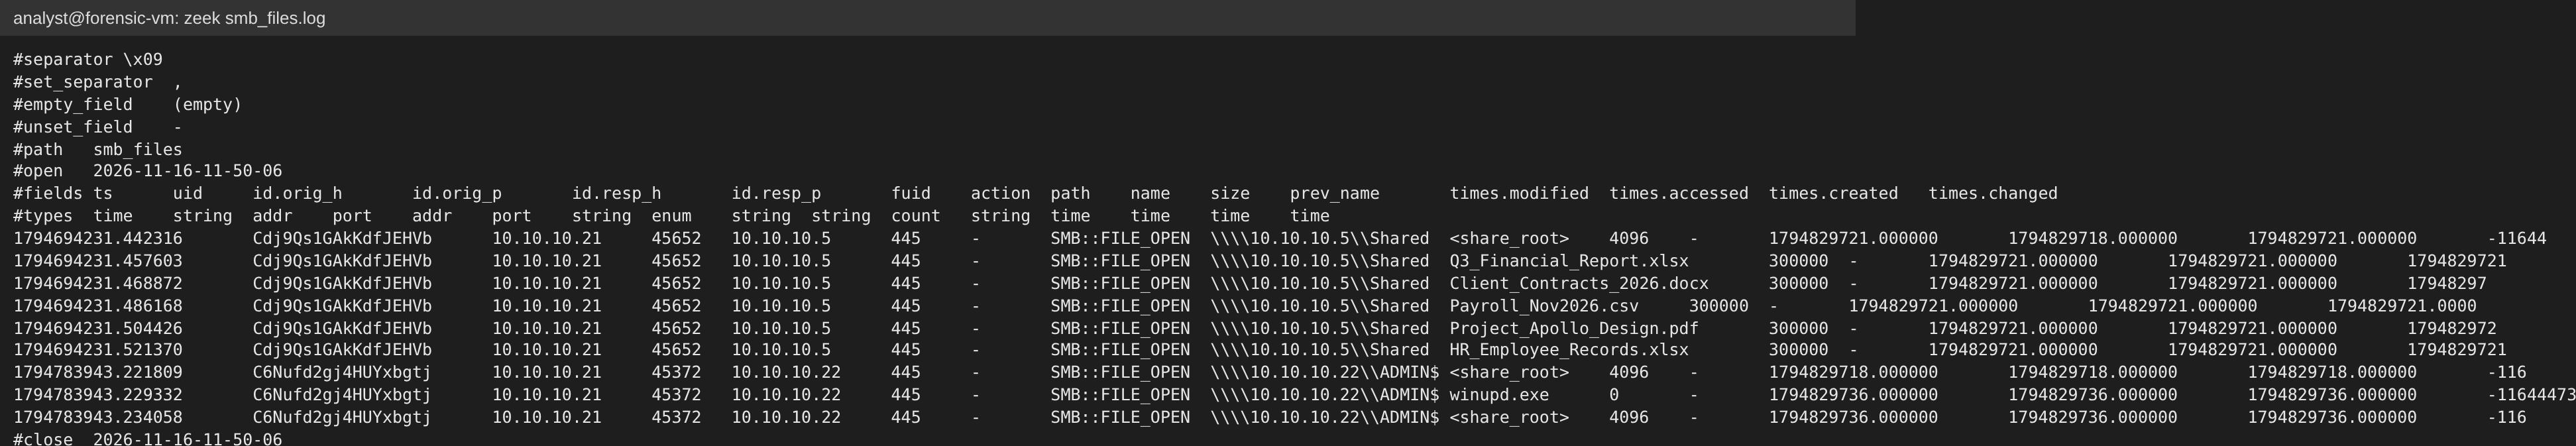 analyst@forensic-vm: zeek smb_files.log
#separator \x09
#set_separator	,
#empty_field	(empty)
#unset_field	-
#path	smb_files
#open	2026-11-16-11-50-06
#fields	ts	uid	id.orig_h	id.orig_p	id.resp_h	id.resp_p	fuid	action	path	name	size	prev_name	times.modified	times.accessed	times.created	times.changed
#types	time	string	addr	port	addr	port	string	enum	string	string	count	string	time	time	time	time
1794694231.442316	Cdj9Qs1GAkKdfJEHVb	10.10.10.21	45652	10.10.10.5	445	-	SMB::FILE_OPEN	\\\\10.10.10.5\\Shared	<share_root>	4096	-	1794829721.000000	1794829718.000000	1794829721.000000	-11644
1794694231.457603	Cdj9Qs1GAkKdfJEHVb	10.10.10.21	45652	10.10.10.5	445	-	SMB::FILE_OPEN	\\\\10.10.10.5\\Shared	Q3_Financial_Report.xlsx	300000	-	1794829721.000000	1794829721.000000	1794829721
1794694231.468872	Cdj9Qs1GAkKdfJEHVb	10.10.10.21	45652	10.10.10.5	445	-	SMB::FILE_OPEN	\\\\10.10.10.5\\Shared	Client_Contracts_2026.docx	300000	-	1794829721.000000	1794829721.000000	17948297
1794694231.486168	Cdj9Qs1GAkKdfJEHVb	10.10.10.21	45652	10.10.10.5	445	-	SMB::FILE_OPEN	\\\\10.10.10.5\\Shared	Payroll_Nov2026.csv	300000	-	1794829721.000000	1794829721.000000	1794829721.0000
1794694231.504426	Cdj9Qs1GAkKdfJEHVb	10.10.10.21	45652	10.10.10.5	445	-	SMB::FILE_OPEN	\\\\10.10.10.5\\Shared	Project_Apollo_Design.pdf	300000	-	1794829721.000000	1794829721.000000	179482972
1794694231.521370	Cdj9Qs1GAkKdfJEHVb	10.10.10.21	45652	10.10.10.5	445	-	SMB::FILE_OPEN	\\\\10.10.10.5\\Shared	HR_Employee_Records.xlsx	300000	-	1794829721.000000	1794829721.000000	1794829721
1794783943.221809	C6Nufd2gj4HUYxbgtj	10.10.10.21	45372	10.10.10.22	445	-	SMB::FILE_OPEN	\\\\10.10.10.22\\ADMIN$	<share_root>	4096	-	1794829718.000000	1794829718.000000	1794829718.000000	-116
1794783943.229332	C6Nufd2gj4HUYxbgtj	10.10.10.21	45372	10.10.10.22	445	-	SMB::FILE_OPEN	\\\\10.10.10.22\\ADMIN$	winupd.exe	0	-	1794829736.000000	1794829736.000000	1794829736.000000	-11644473
1794783943.234058	C6Nufd2gj4HUYxbgtj	10.10.10.21	45372	10.10.10.22	445	-	SMB::FILE_OPEN	\\\\10.10.10.22\\ADMIN$	<share_root>	4096	-	1794829736.000000	1794829736.000000	1794829736.000000	-116
#close	2026-11-16-11-50-06